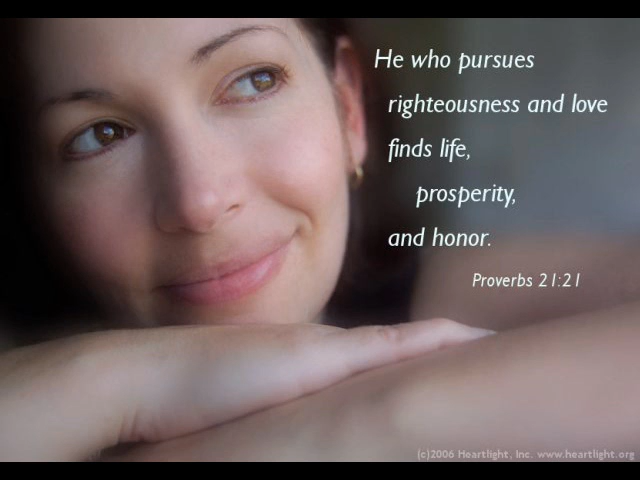 He who pursues
righteousness and love
finds life,
prosperity,
and honor.
Proverbs 21:21
(c)2006 Heartlight, Inc. www.heartlight.org